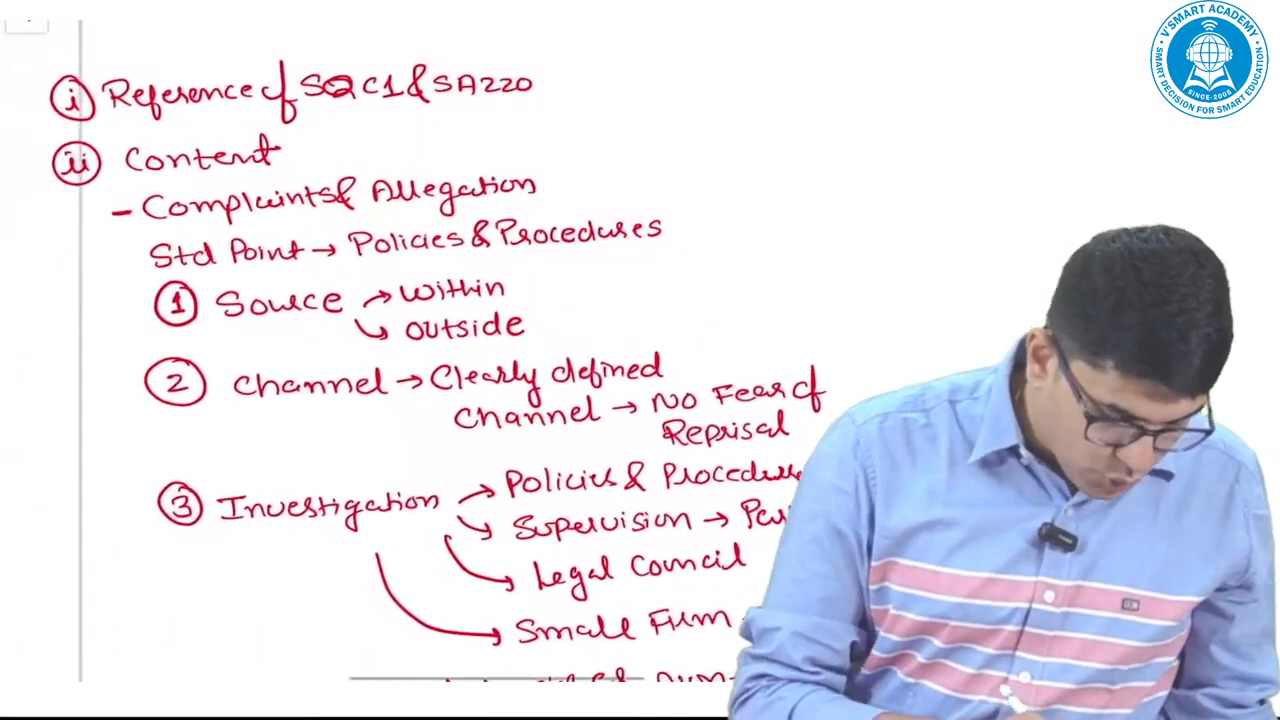 i Reference of SQC1 & SA220
ii Content
- Complaints & Allegation
Std Point → Policies & Procedures
1 Source → Within
↘ Outside
2 Channel → Clearly defined
Channel → No Fear of
Reprisal
3 Investigation → Policies & Procedures
Supervision →
Legal Council
Small Firm
V'SMART ACADEMY
SMART DECISION FOR SMART EDUCATION
SINCE-2005